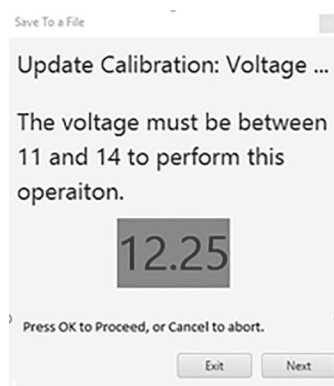 Save To a File
Update Calibration: Voltage ...
The voltage must be between
11 and 14 to perform this
operaiton.
12.25
Press OK to Proceed, or Cancel to abort.
Exit Next